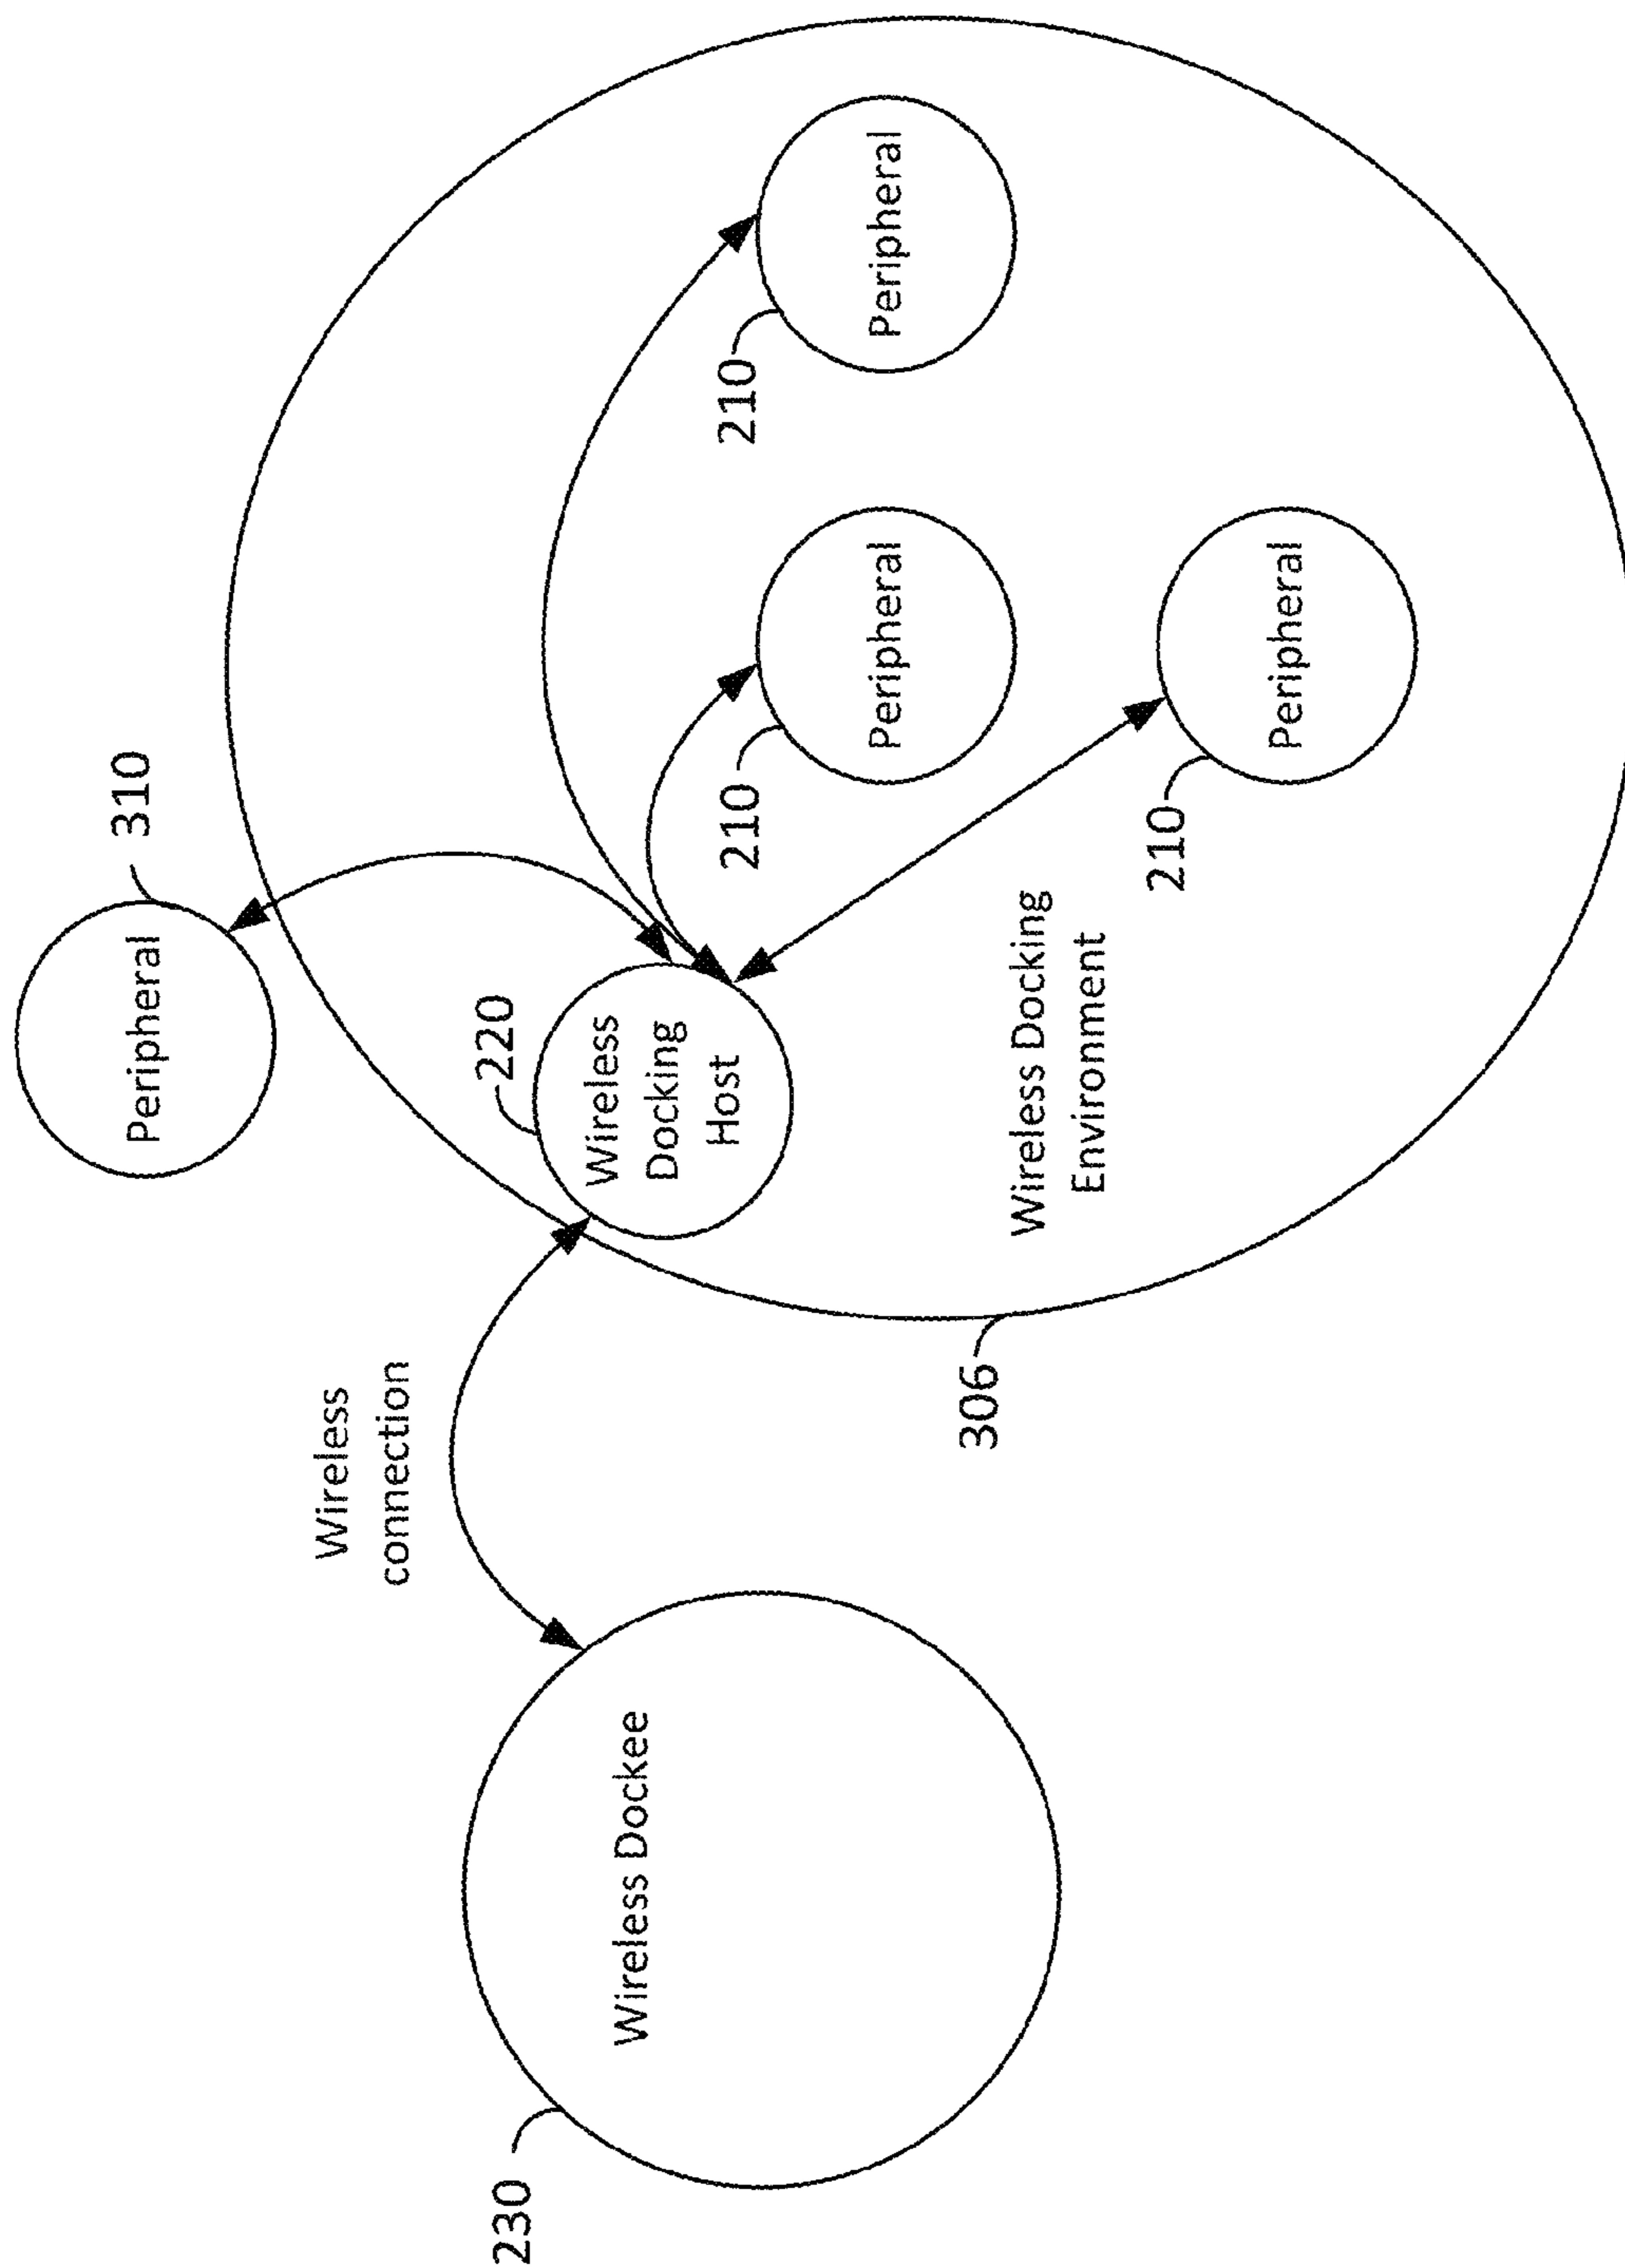 230
Wireless Dockee
Wireless
connection
306
Wireless Docking
Environment
220
Wireless
Docking
Host
310
Peripheral
210
Peripheral
210
Peripheral
210
Peripheral